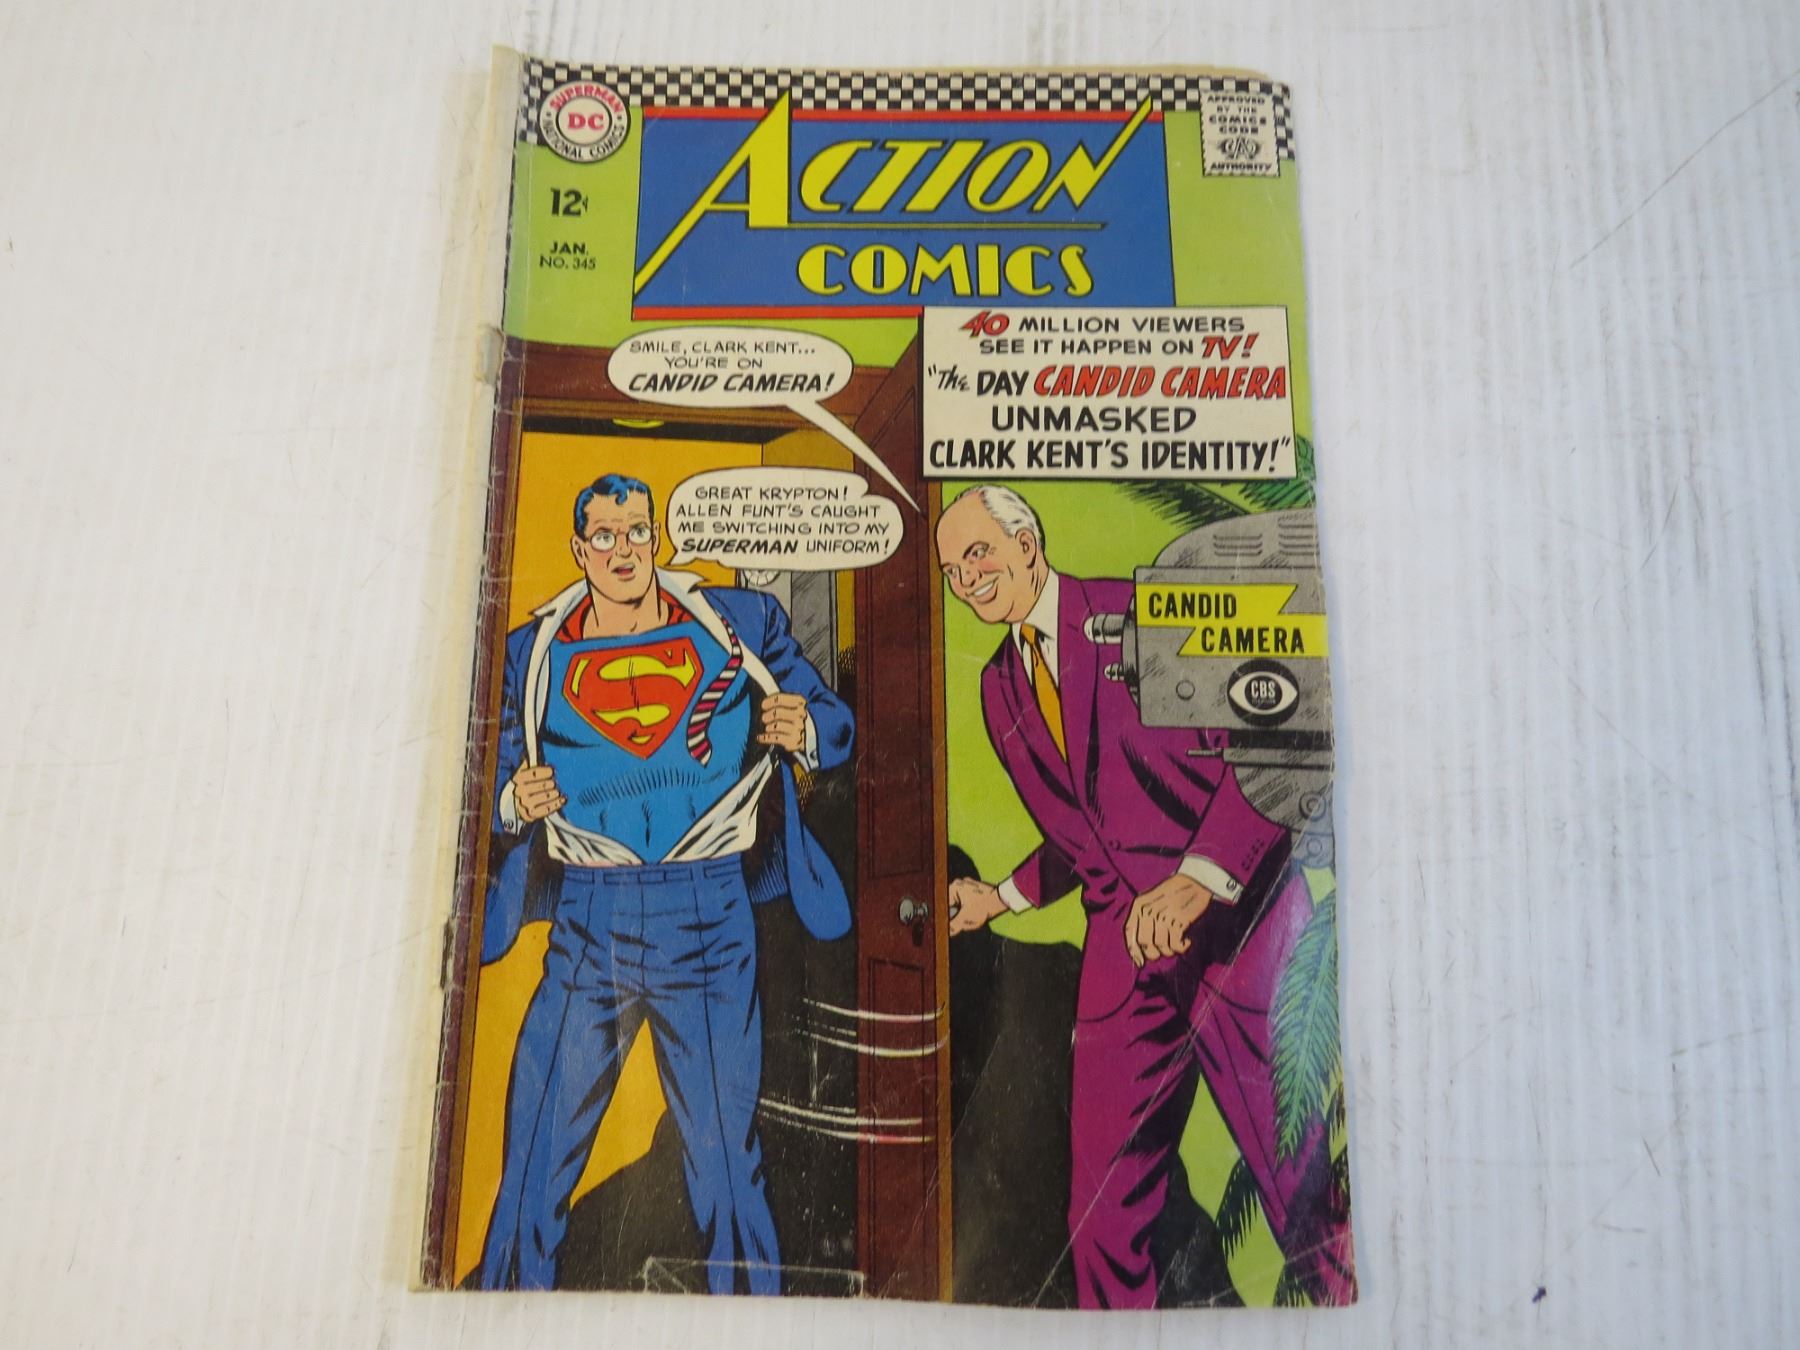 SUPERMAN
DC
NATIONAL COMICS
12¢
JAN.
NO. 345
ACTION
COMICS
APPROVED
BY THE
COMICS
CODE
CA
AUTHORITY
40 MILLION VIEWERS
SEE IT HAPPEN ON TV!
"The DAY CANDID CAMERA
UNMASKED
CLARK KENT'S IDENTITY!"
SMILE, CLARK KENT...
YOU'RE ON
CANDID CAMERA!
GREAT KRYPTON!
ALLEN FUNT'S CAUGHT
ME SWITCHING INTO MY
SUPERMAN UNIFORM!
S
CANDID
CAMERA
CBS